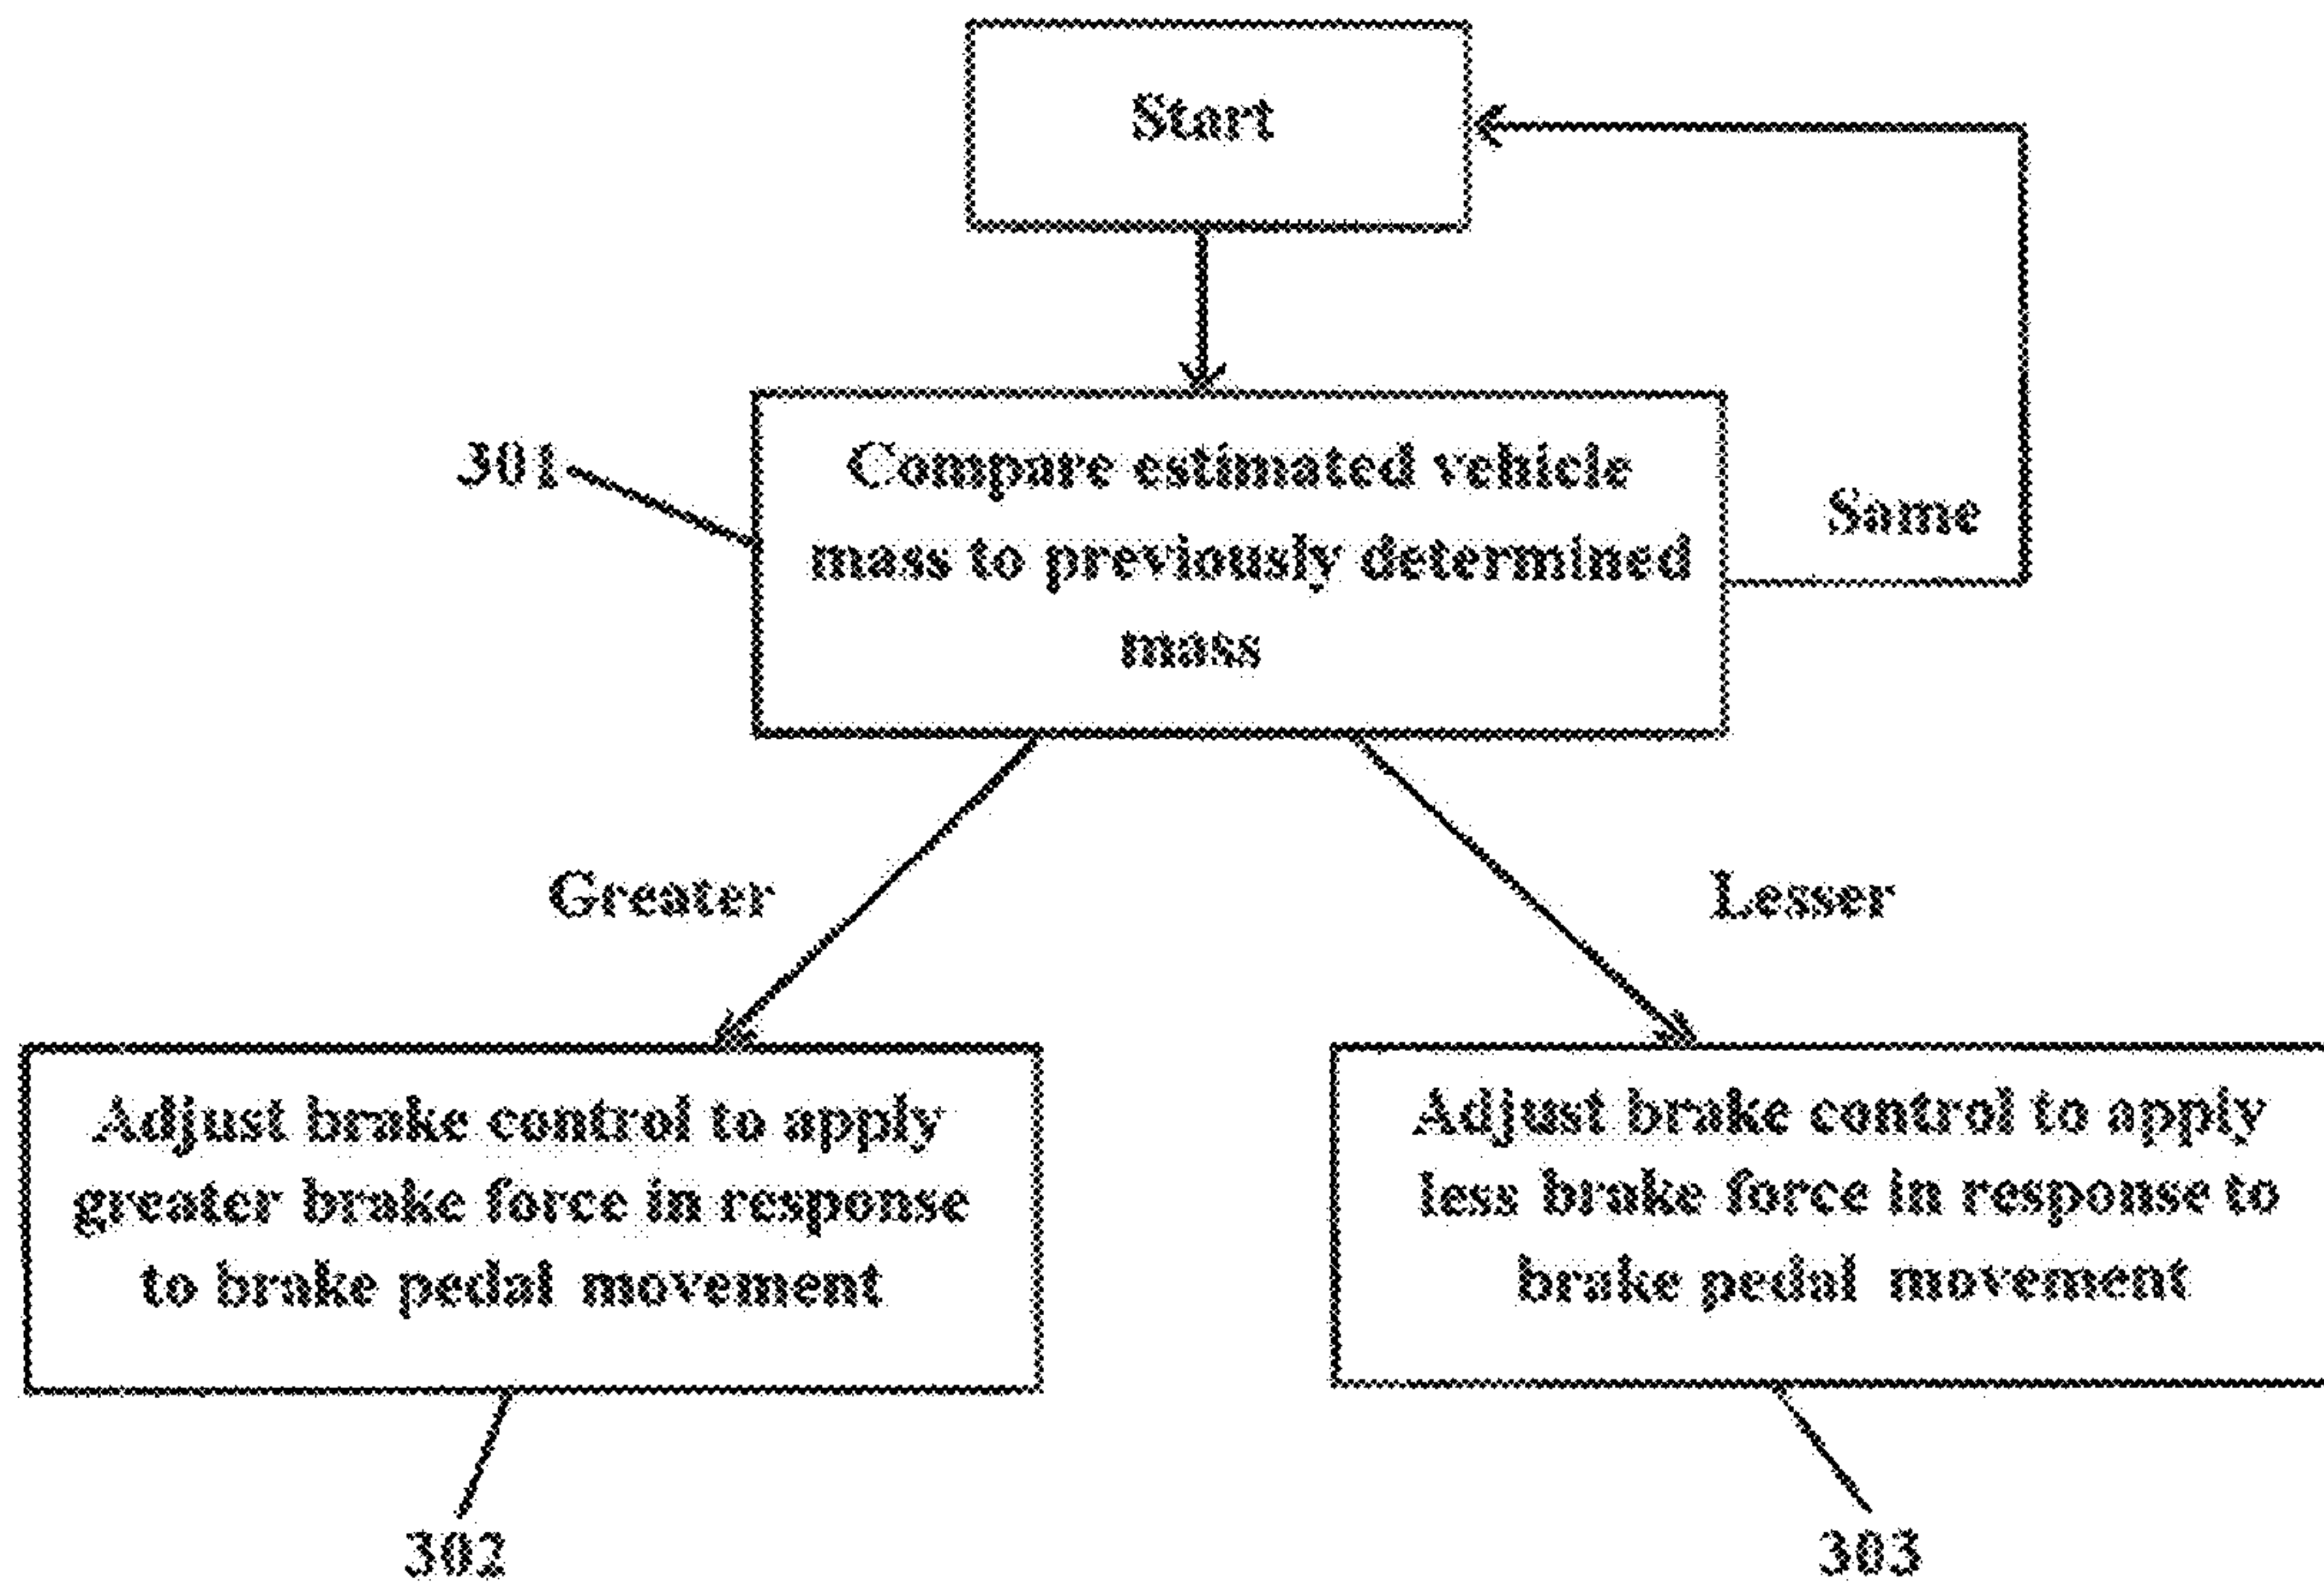 Start
301
Compare estimated vehicle
mass to previously determined
mass
Same
Greater
Lesser
Adjust brake control to apply
greater brake force in response
to brake pedal movement
Adjust brake control to apply
less brake force in response to
brake pedal movement
302
303